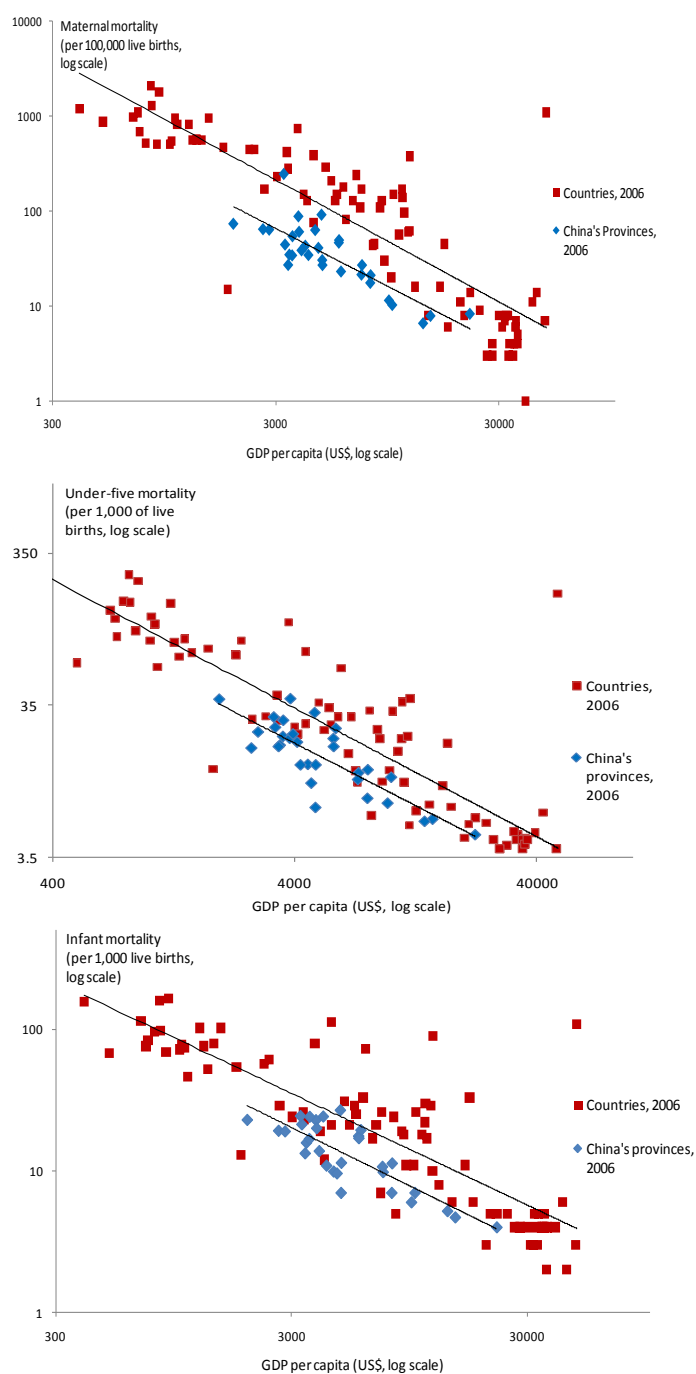 Maternal mortality
(per 100,000 live births,
log scale)
10000
1000
100
10
1
300
3000
30000
GDP per capita (US$, log scale)
Countries, 2006
China's Provinces,
2006
Under-five mortality
(per 1,000 of live
births, log scale)
350
35
3.5
400
4000
40000
GDP per capita (US$, log scale)
Countries,
2006
China's
provinces,
2006
Infant mortality
(per 1,000 live births,
log scale)
100
10
1
300
3000
30000
GDP per capita (US$, log scale)
Countries, 2006
China's provinces,
2006